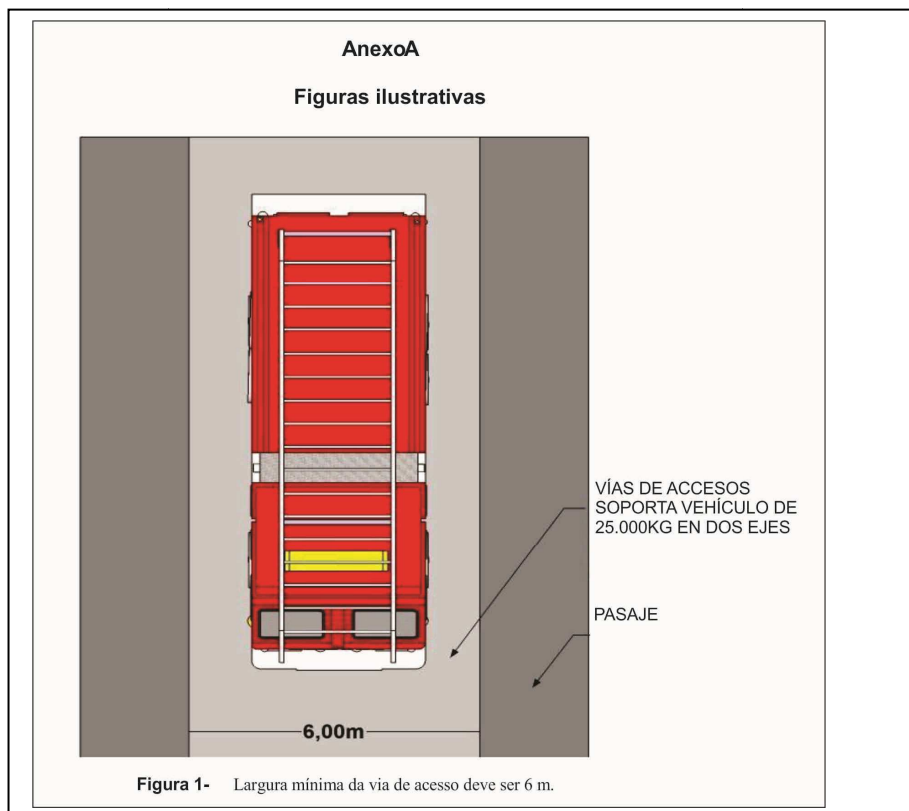 AnexoA
Figuras ilustrativas
VÍAS DE ACCESOS
SOPORTA VEHÍCULO DE
25.000KG EN DOS EJES
PASAJE
6,00m
Figura 1- Largura mínima da via de acesso deve ser 6 m.